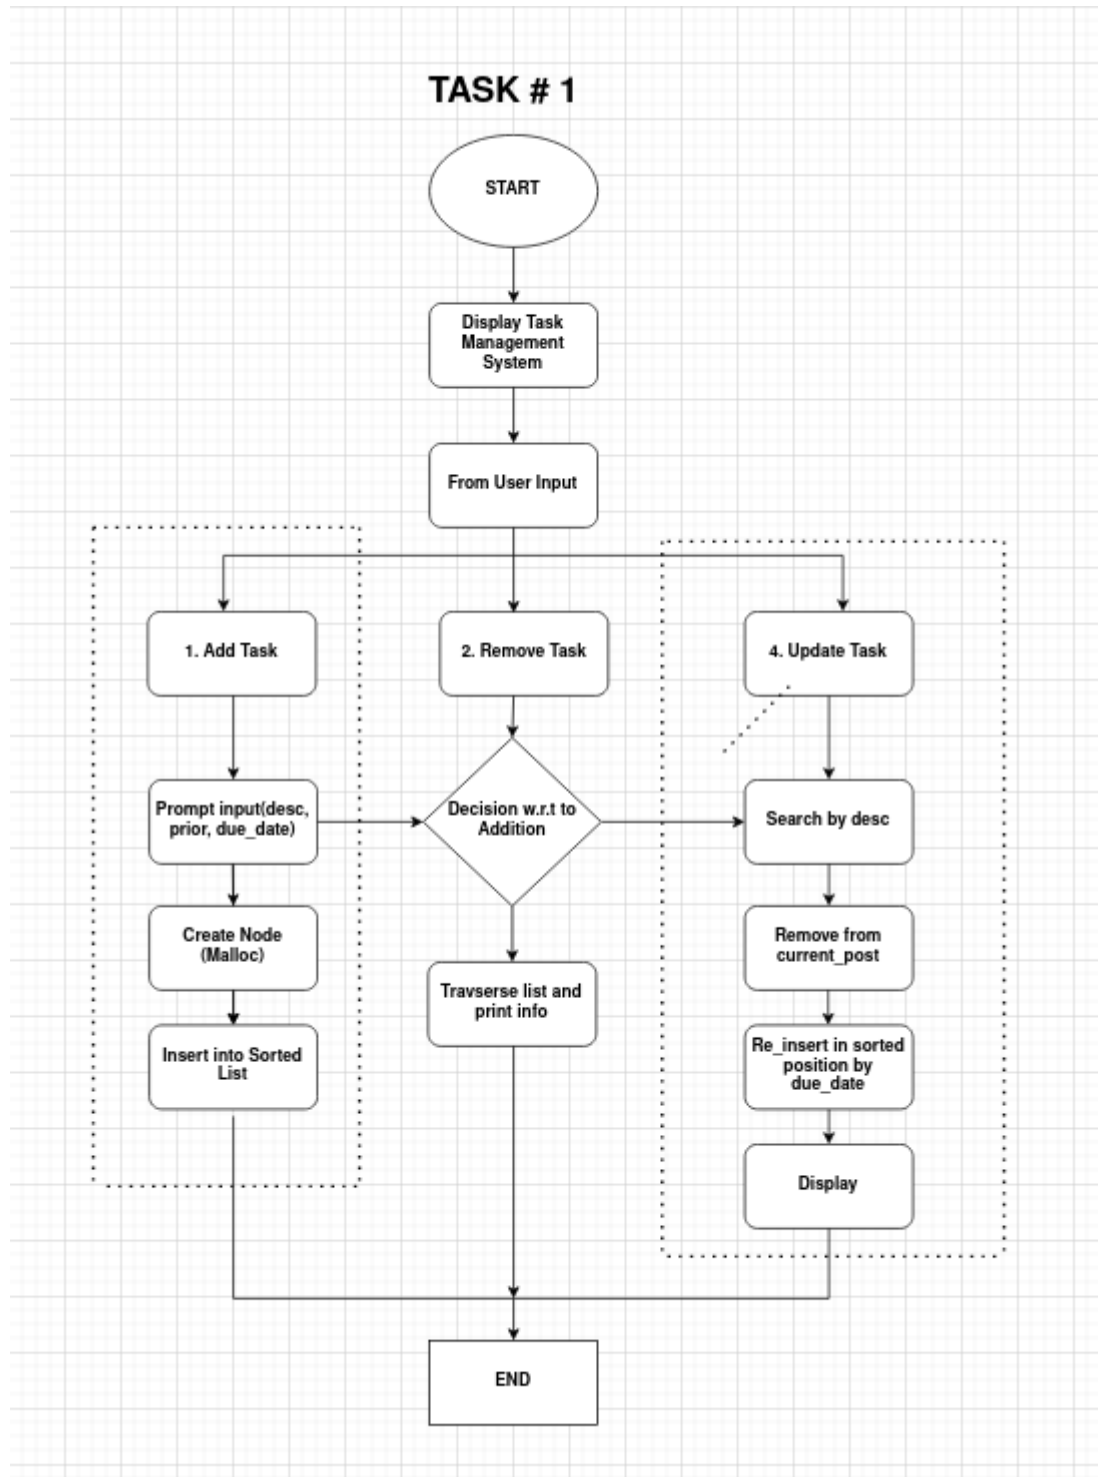 TASK # 1
START
Display Task
Management
System
From User Input
1. Add Task
2. Remove Task
4. Update Task
Prompt input(desc,
prior, due_date)
Decision w.r.t to
Addition
Search by desc
Create Node
(Malloc)
Remove from
current_post
Travserse list and
print info
Insert into Sorted
List
Re_insert in sorted
position by
due_date
Display
END